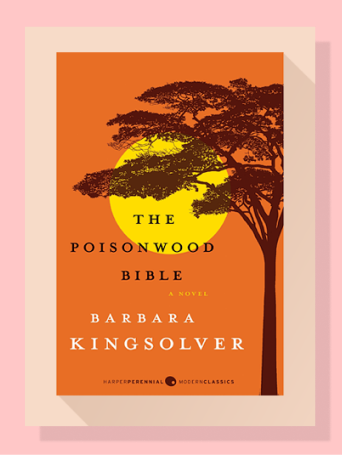 THE
POISONWOOD
BIBLE
A NOVEL
BARBARA
KINGSOLVER
HARPERPERENNIAL MODERNCLASSICS